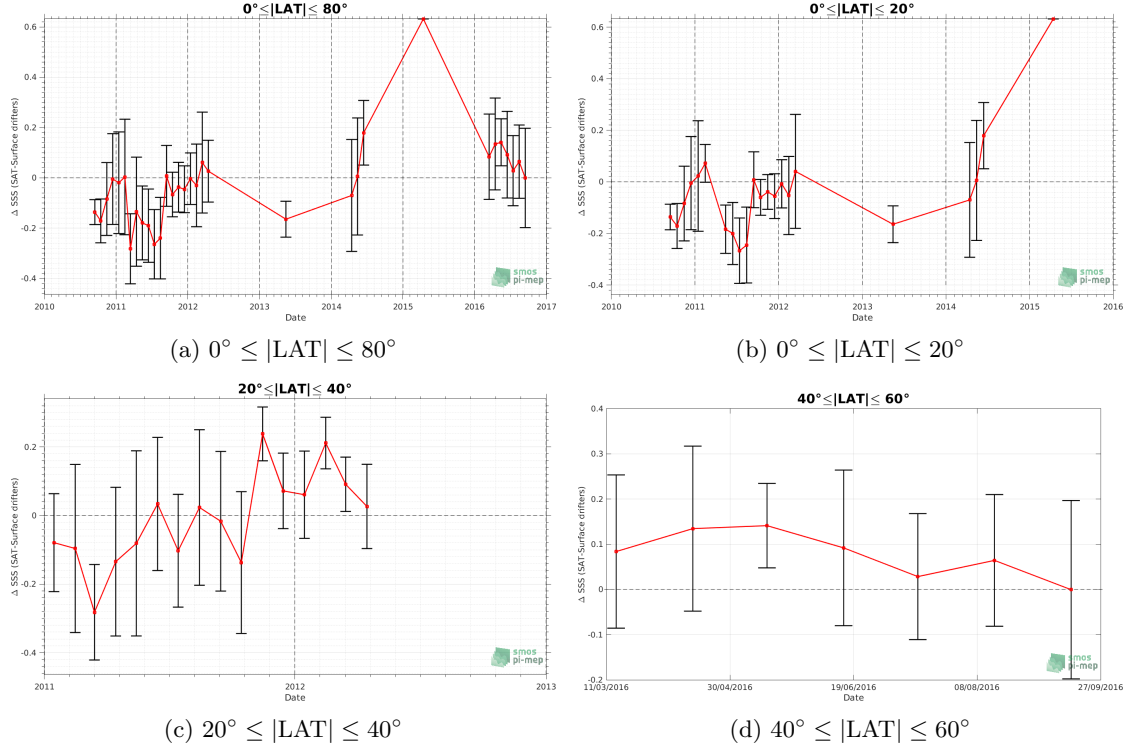 0°≤|LAT|≤ 80°
0.6
0.4
0.2
0
-0.2
-0.4
Δ SSS (SAT-Surface drifters)
2010
2011
2012
2013
2014
2015
2016
2017
Date
smos
pi-mep
(a) 0° ≤ |LAT| ≤ 80°
0°≤|LAT|≤ 20°
0.6
0.4
0.2
0
-0.2
-0.4
Δ SSS (SAT-Surface drifters)
2010
2011
2012
2013
2014
2015
2016
Date
smos
pi-mep
(b) 0° ≤ |LAT| ≤ 20°
20°≤|LAT|≤ 40°
0.2
0
-0.2
-0.4
Δ SSS (SAT-Surface drifters)
2011
2012
2013
Date
smos
pi-mep
(c) 20° ≤ |LAT| ≤ 40°
40°≤|LAT|≤ 60°
0.4
0.3
0.2
0.1
0
-0.1
-0.2
Δ SSS (SAT-Surface drifters)
11/03/2016
30/04/2016
19/06/2016
08/08/2016
27/09/2016
Date
smos
pi-mep
(d) 40° ≤ |LAT| ≤ 60°